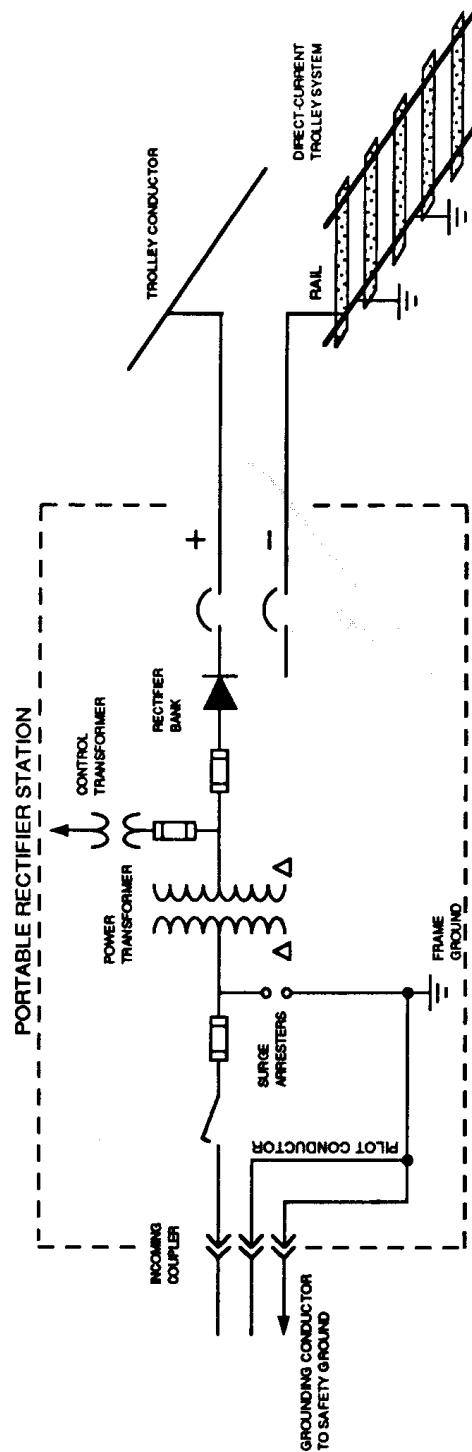 PORTABLE RECTIFIER STATION
CONTROL
TRANSFORMER
POWER
TRANSFORMER
RECTIFIER
BANK
TROLLEY CONDUCTOR
DIRECT-CURRENT
TROLLEY SYSTEM
RAIL
+
-
INCOMING
COUPLER
SURGE
ARRESTERS
Δ
Δ
PILOT CONDUCTOR
FRAME
GROUND
GROUNDING CONDUCTOR
TO SAFETY GROUND